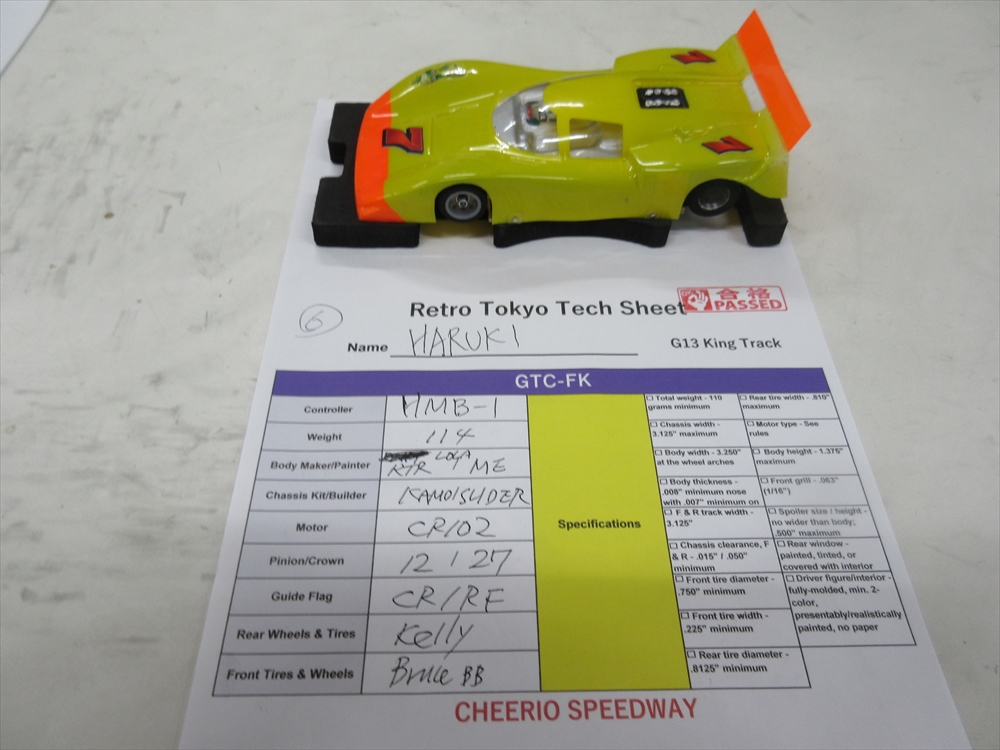 7
7
7
Retro Tokyo Tech Sheet
合格
PASSED
6
Name HARUKI
G13 King Track
GTC-FK
Controller HMB-1
Weight 114
Body Maker/Painter RTR LOLA / ME
Chassis Kit/Builder KAMO/SLIDER
Motor CR/02
Pinion/Crown 12 / 27
Guide Flag CR/RE
Rear Wheels & Tires Kelly
Front Tires & Wheels Bruce BB
Specifications
Total weight - 110 grams minimum
Rear tire width - .810" maximum
Chassis width - 3.125" maximum
Motor type - See rules
Body width - 3.250" at the wheel arches
Body height - 1.375" maximum
Body thickness - .008" minimum nose with .007" minimum on
Front grill - .063" (1/16")
F & R track width - 3.125"
Spoiler size / height - no wider than body; .500" maximum
Chassis clearance, F & R - .015" / .050" minimum
Rear window - painted, tinted, or covered with interior
Front tire diameter - .750" minimum
Driver figure/interior - fully-molded, min. 2-color, presentably/realistically painted, no paper
Front tire width - .225" minimum
Rear tire diameter - .8125" minimum
CHEERIO SPEEDWAY